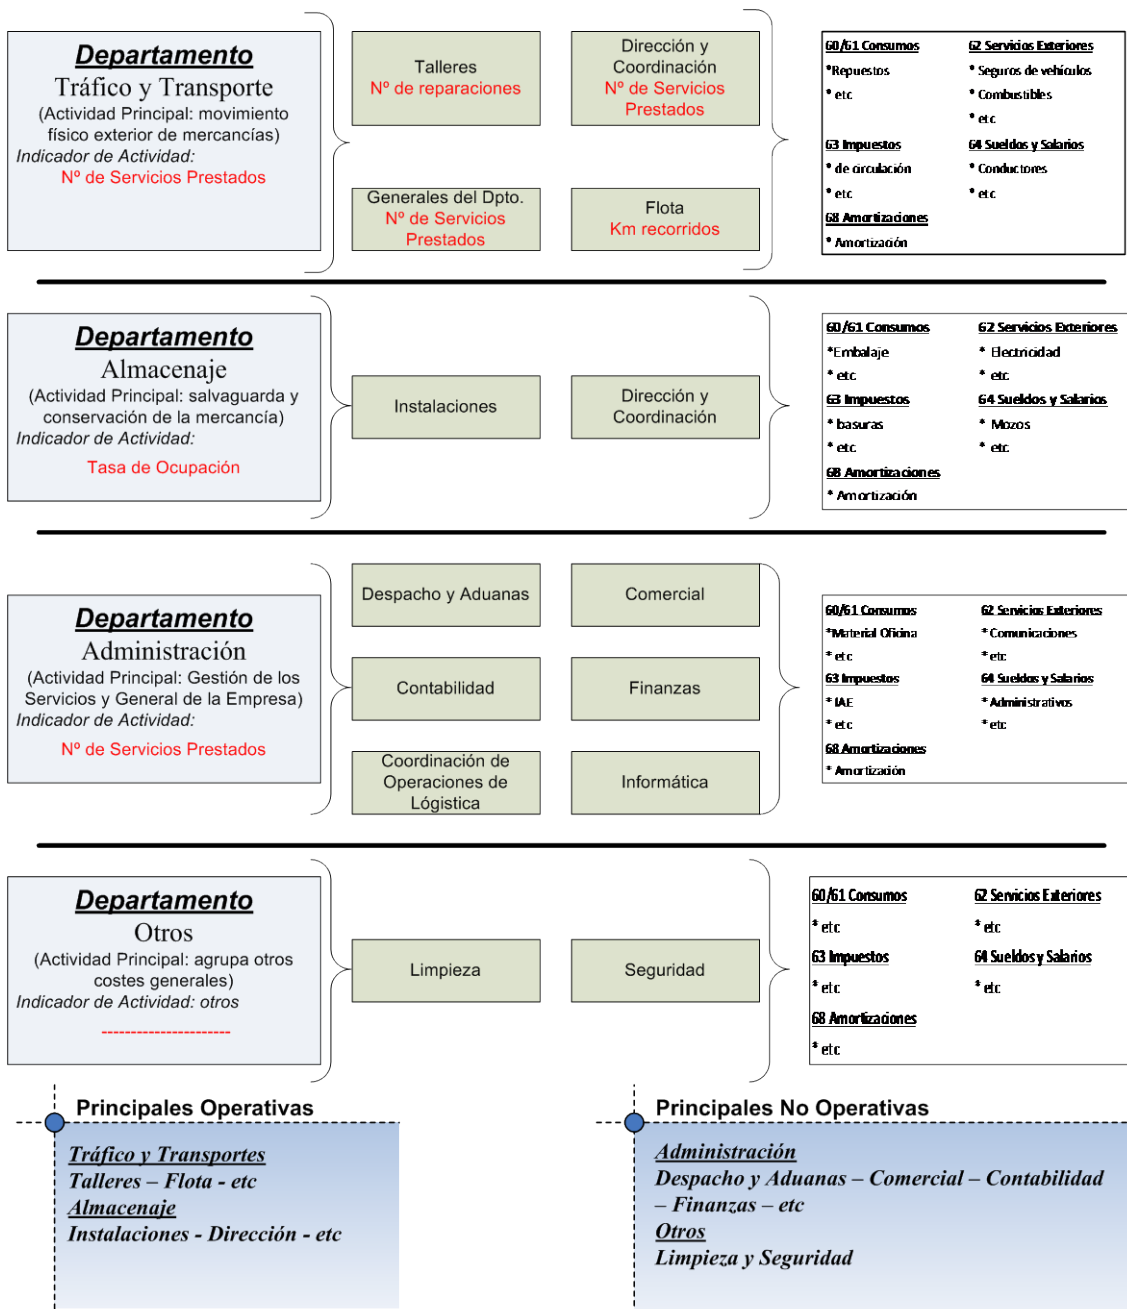 Departamento
Tráfico y Transporte
(Actividad Principal: movimiento
físico exterior de mercancías)
Indicador de Actividad:
Nº de Servicios Prestados
Talleres
Nº de reparaciones
Dirección y
Coordinación
Nº de Servicios
Prestados
Generales del Dpto.
Nº de Servicios
Prestados
Flota
Km recorridos
60/61 Consumos
*Repuestos
* etc
62 Servicios Exteriores
* Seguros de vehículos
* Combustibles
* etc
63 Impuestos
* de circulación
* etc
64 Sueldos y Salarios
* Conductores
* etc
68 Amortizaciones
* Amortización
Departamento
Almacenaje
(Actividad Principal: salvaguarda y
conservación de la mercancía)
Indicador de Actividad:
Tasa de Ocupación
Instalaciones
Dirección y
Coordinación
60/61 Consumos
*Embalaje
* etc
62 Servicios Exteriores
* Electricidad
* etc
63 Impuestos
* basuras
* etc
64 Sueldos y Salarios
* Mozos
* etc
68 Amortizaciones
* Amortización
Departamento
Administración
(Actividad Principal: Gestión de los
Servicios y General de la Empresa)
Indicador de Actividad:
Nº de Servicios Prestados
Despacho y Aduanas
Comercial
Contabilidad
Finanzas
Coordinación de
Operaciones de
Lógistica
Informática
60/61 Consumos
*Material Oficina
* etc
62 Servicios Exteriores
*Comunicaciones
* etc
63 Impuestos
* IAE
* etc
64 Sueldos y Salarios
*Administrativos
* etc
68 Amortizaciones
* Amortización
Departamento
Otros
(Actividad Principal: agrupa otros
costes generales)
Indicador de Actividad: otros
----------------------
Limpieza
Seguridad
60/61 Consumos
* etc
62 Servicios Exteriores
* etc
63 Impuestos
* etc
64 Sueldos y Salarios
* etc
68 Amortizaciones
* etc
Principales Operativas
Tráfico y Transportes
Talleres – Flota - etc
Almacenaje
Instalaciones - Dirección - etc
Principales No Operativas
Administración
Despacho y Aduanas – Comercial – Contabilidad
– Finanzas – etc
Otros
Limpieza y Seguridad